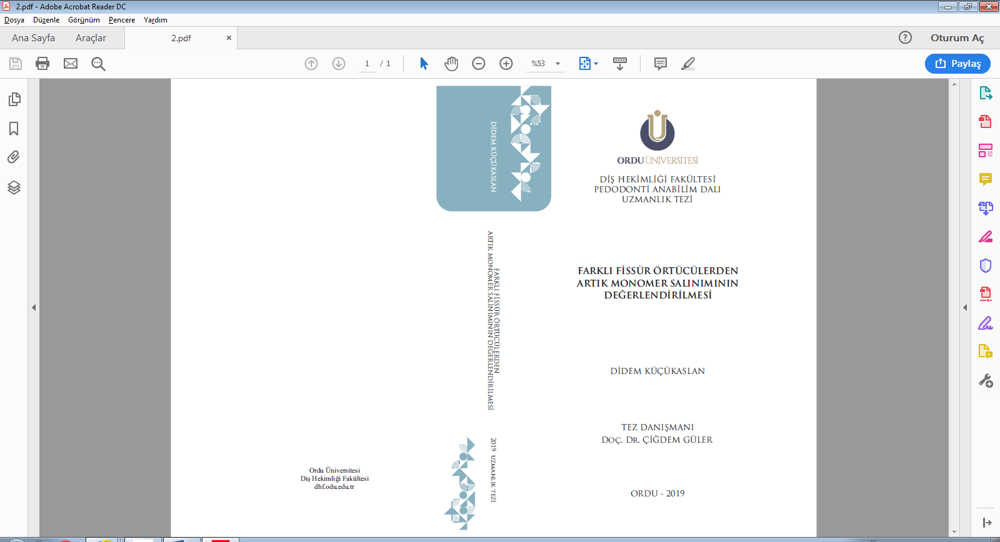 2.pdf - Adobe Acrobat Reader DC
Dosya Düzenle Görünüm Pencere Yardım
Ana Sayfa Araçlar 2.pdf × Oturum Aç
1 / 1 %53 Paylaş
DİDEM KÜÇÜKASLAN
FARKLI FİSSÜR ÖRTÜCÜLERDEN
ARTIK MONOMER SALINIMININ DEĞERLENDİRİLMESİ
2019 UZMANLIK TEZİ
Ordu Üniversitesi
Diş Hekimliği Fakültesi
dhf.odu.edu.tr
ORDU ÜNİVERSİTESİ
DİŞ HEKİMLİĞİ FAKÜLTESİ
PEDODONTİ ANABİLİM DALI
UZMANLIK TEZİ
FARKLI FİSSÜR ÖRTÜCÜLERDEN
ARTIK MONOMER SALINIMININ
DEĞERLENDİRİLMESİ
DİDEM KÜÇÜKASLAN
TEZ DANIŞMANI
Doç. Dr. ÇİĞDEM GÜLER
ORDU - 2019